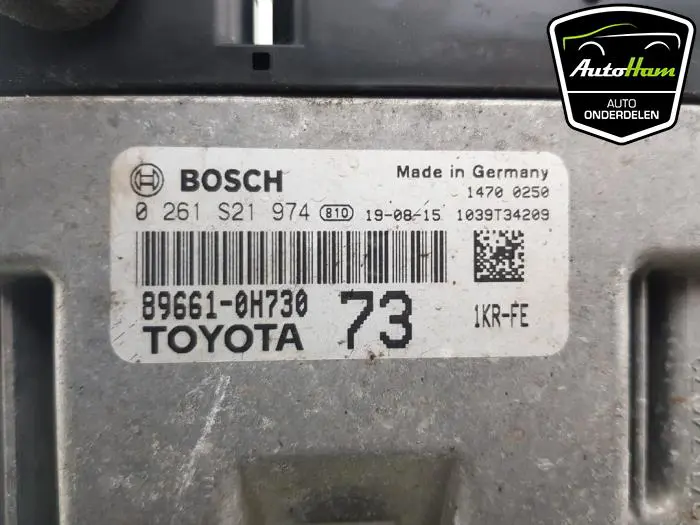 AutoHam
AUTO
ONDERDELEN
BOSCH
Made in Germany
1470 0250
0 261 S21 974 810 19-08-15 1039T34209
89661-0H730
73
1KR-FE
TOYOTA